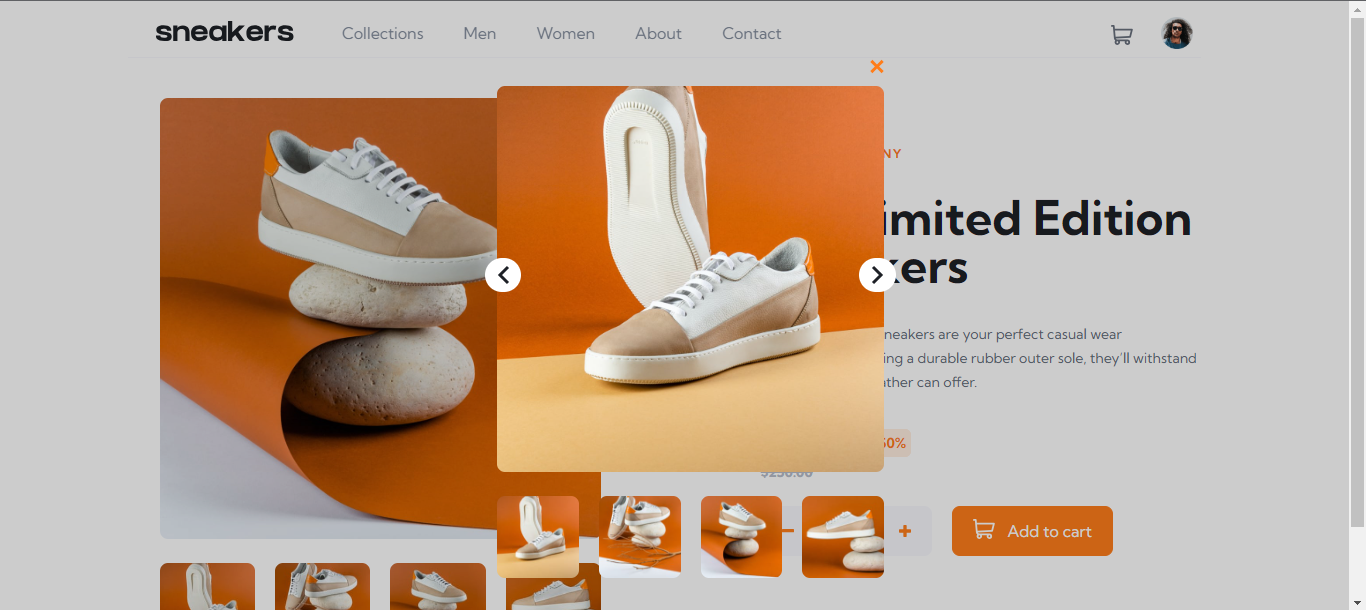 sneakers
Collections
Men
Women
About
Contact
NY
imited Edition
kers
neakers are your perfect casual wear
ing a durable rubber outer sole, they'll withstand
ather can offer.
50%
$250.00
Add to cart